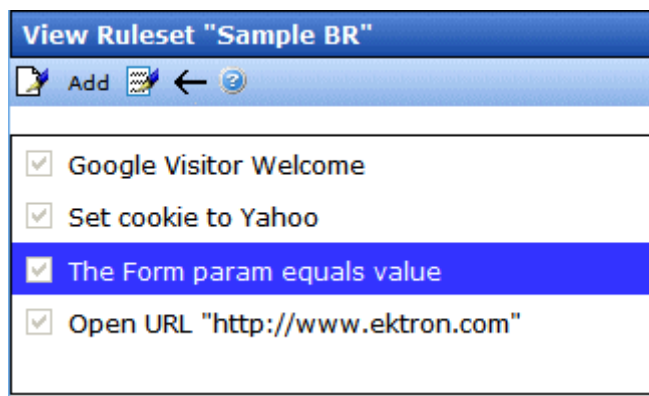 View Ruleset "Sample BR"
Add
Google Visitor Welcome
Set cookie to Yahoo
The Form param equals value
Open URL "http://www.ektron.com"